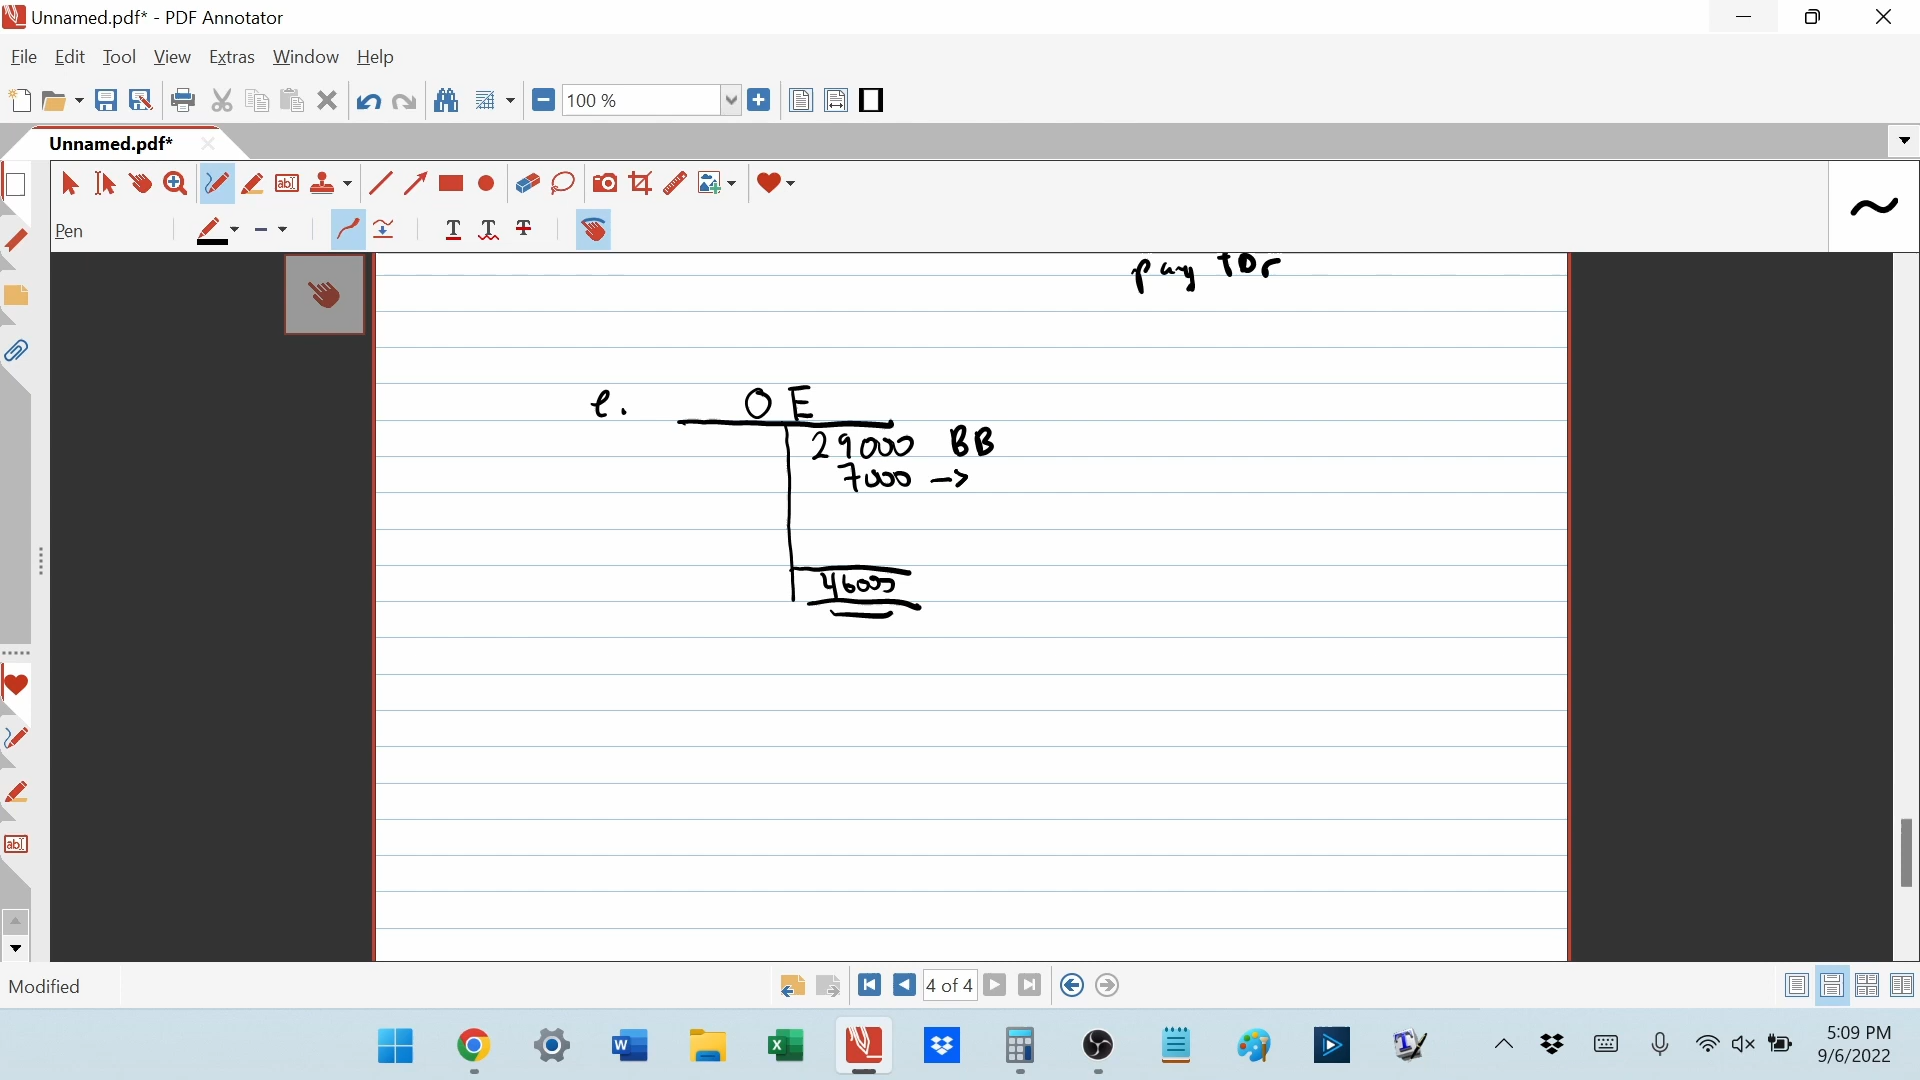 Unnamed.pdf* - PDF Annotator
File Edit Tool View Extras Window Help
100 %
Unnamed.pdf*
Pen
pay for
e. OE
29000 BB
7000 ->
46000
Modified
4 of 4
5:09 PM
9/6/2022